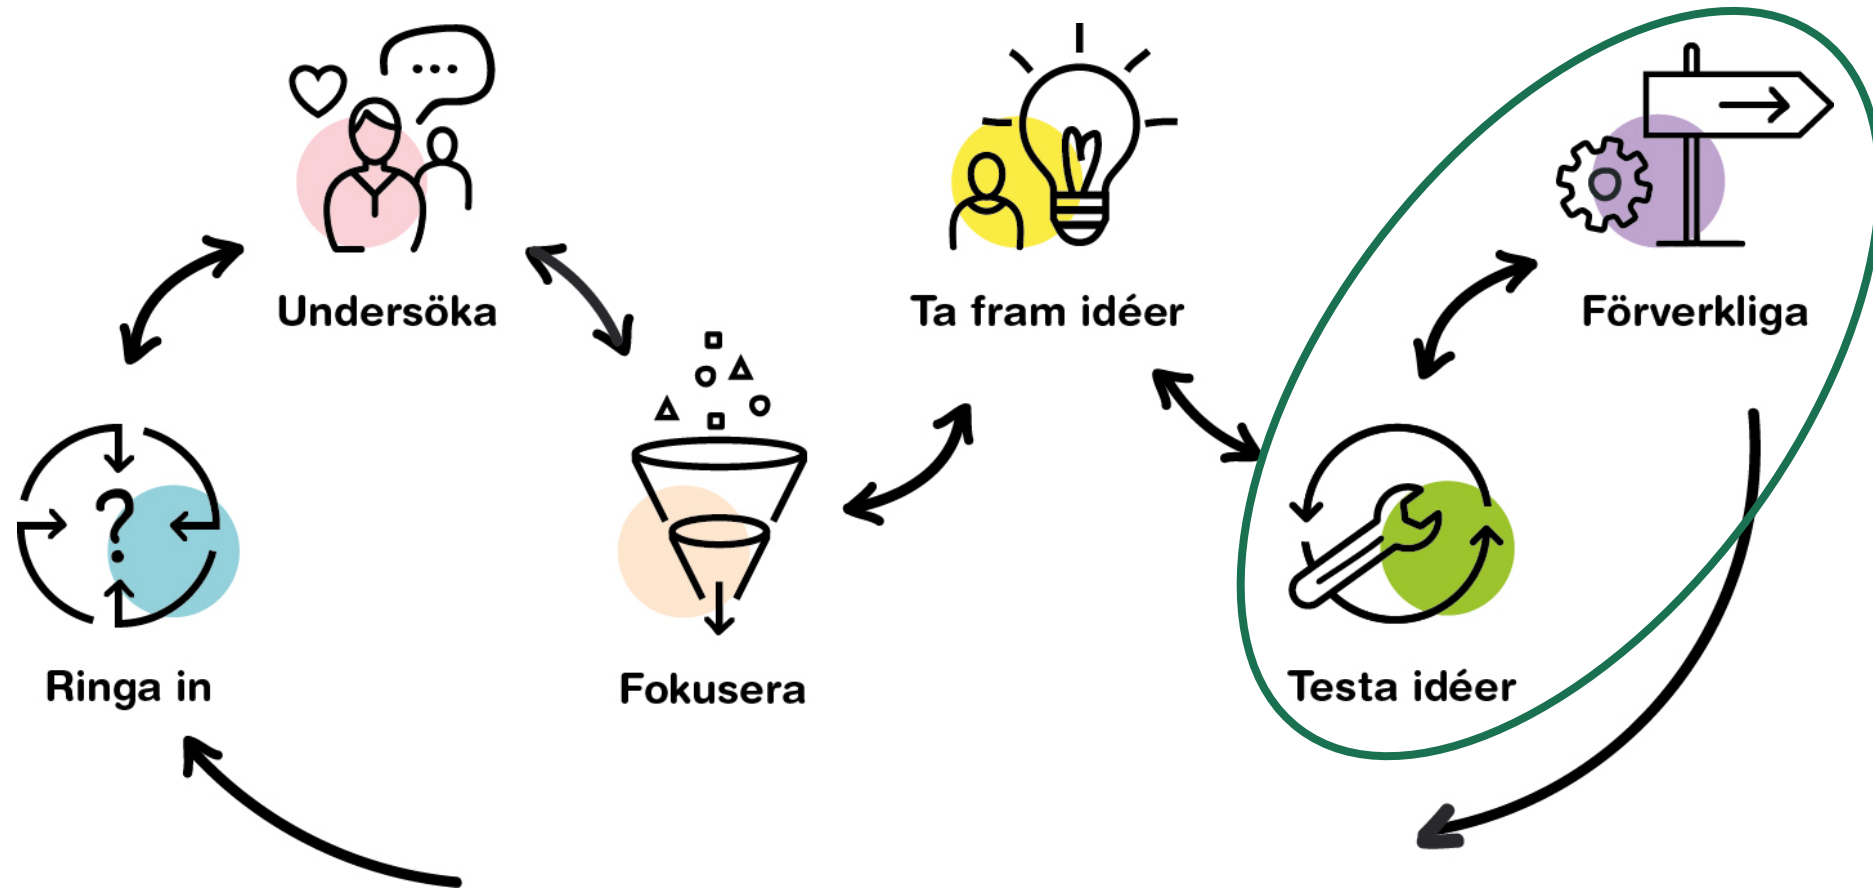 Undersöka
Ta fram idéer
Förverkliga
Ringa in
Fokusera
Testa idéer